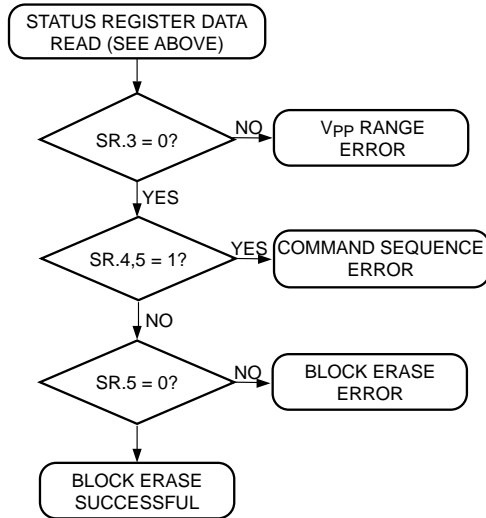 STATUS REGISTER DATA
READ (SEE ABOVE)
SR.3 = 0?
NO
VPP RANGE
ERROR
YES
SR.4,5 = 1?
YES
COMMAND SEQUENCE
ERROR
NO
SR.5 = 0?
NO
BLOCK ERASE
ERROR
BLOCK ERASE
SUCCESSFUL